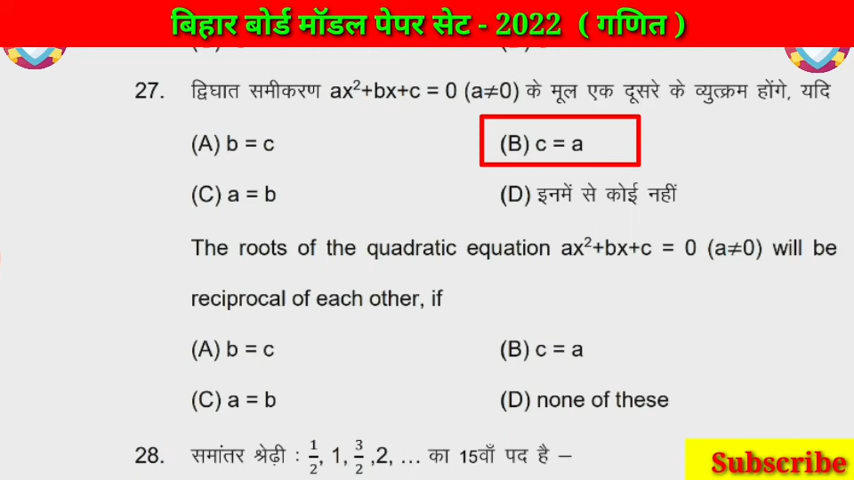 बिहार बोर्ड मॉडल पेपर सेट - 2022 ( गणित )
27. द्विघात समीकरण ax²+bx+c = 0 (a≠0) के मूल एक दूसरे के व्युत्क्रम होंगे, यदि
(A) b = c (B) c = a
(C) a = b (D) इनमें से कोई नहीं
The roots of the quadratic equation ax²+bx+c = 0 (a≠0) will be
reciprocal of each other, if
(A) b = c (B) c = a
(C) a = b (D) none of these
28. समांतर श्रेढ़ी : 1/2, 1, 3/2 ,2, ... का 15वाँ पद है –
Subscribe